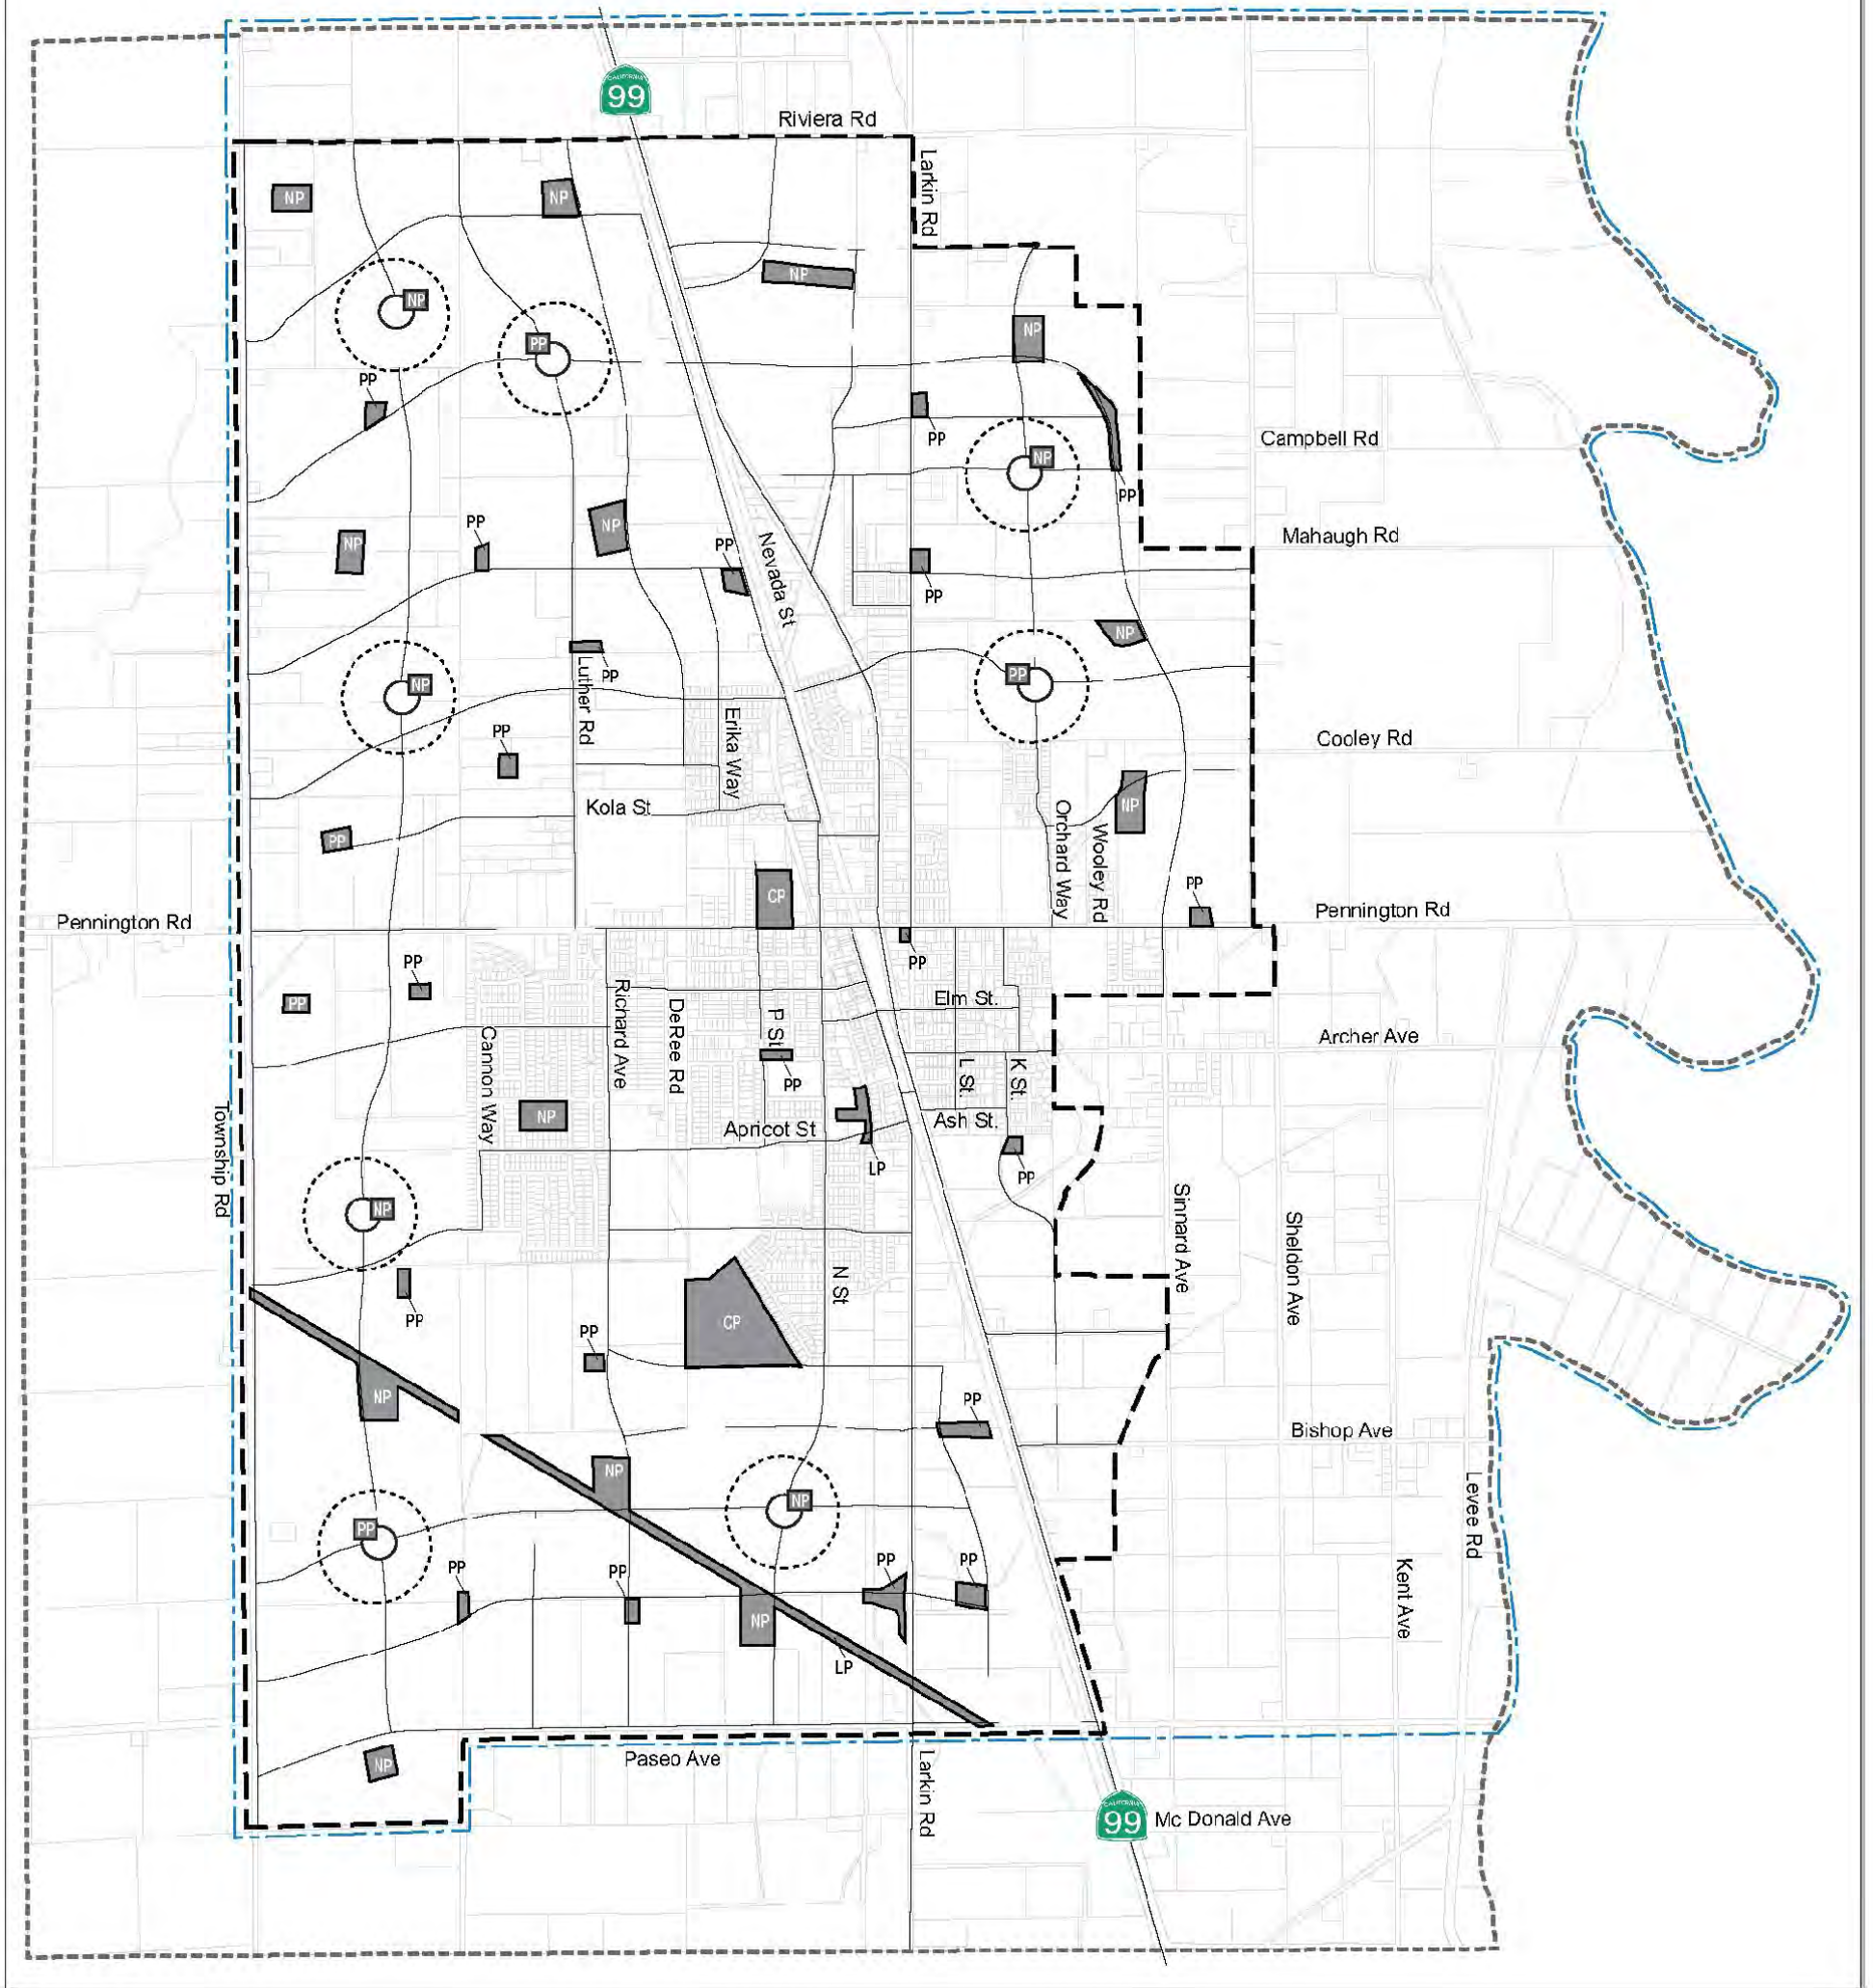 CALIFORNIA
99
Riviera Rd
Larkin Rd
NP
NP
NP
NP
NP
PP
PP
PP
NP
PP
Campbell Rd
NP
PP
NP
PP
NP
PP
Nevada St
Mahaugh Rd
PP
NP
PP
Luther Rd
NP
PP
PP
Erika Way
Cooley Rd
Kola St
NP
Orchard Way
Wooley Rd
PP
CP
PP
Pennington Rd
Pennington Rd
PP
PP
PP
Richard Ave
DeRee Rd
P St
Elm St.
Cannon Way
Archer Ave
PP
L St.
K St.
NP
Apricot St
Ash St.
Township Rd
LP
PP
NP
Sinnard Ave
Sheldon Ave
N St
PP
CP
PP
NP
PP
Bishop Ave
NP
NP
Levee Rd
PP
PP
PP
PP
PP
Kent Ave
NP
LP
Paseo Ave
NP
Larkin Rd
CALIFORNIA
99
Mc Donald Ave